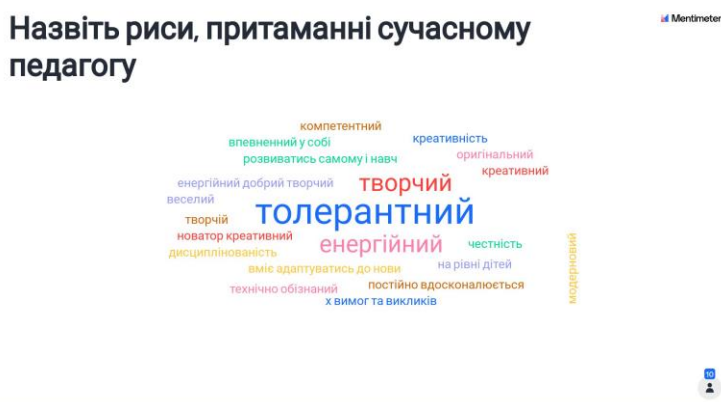 Назвіть риси, притаманні сучасному
педагогу
Mentimeter
компетентний
впевненний у собі
креативність
розвиватись самому і навч
оригінальний
креативний
енергійний добрий творчий
творчий
веселий
толерантний
творчій
новатор креативний
енергійний
честність
дисциплінованість
вміє адаптуватись до нови
на рівні дітей
модерновий
технічно обізнаний
постійно вдосконалюється
х вимог та викликів
10